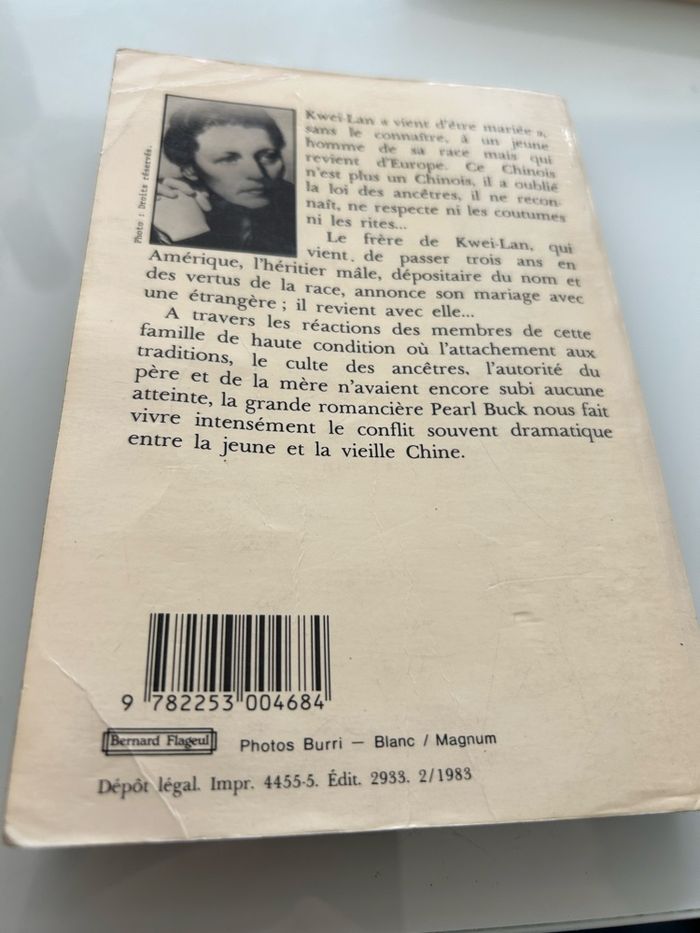 Photo : Droits réservés.
Kwei-Lan « vient d'être mariée »,
sans le connaître, à un jeune
homme de sa race mais qui
revient d'Europe. Ce Chinois
n'est plus un Chinois, il a oublié
la loi des ancêtres, il ne recon-
naît, ne respecte ni les coutumes
ni les rites...
Le frère de Kwei-Lan, qui
vient de passer trois ans en
Amérique, l'héritier mâle, dépositaire du nom et
des vertus de la race, annonce son mariage avec
une étrangère ; il revient avec elle...
A travers les réactions des membres de cette
famille de haute condition où l'attachement aux
traditions, le culte des ancêtres, l'autorité du
père et de la mère n'avaient encore subi aucune
atteinte, la grande romancière Pearl Buck nous fait
vivre intensément le conflit souvent dramatique
entre la jeune et la vieille Chine.
9 782253 004684
Bernard Flageul
Photos Burri — Blanc / Magnum
Dépôt légal. Impr. 4455-5. Édit. 2933. 2/1983